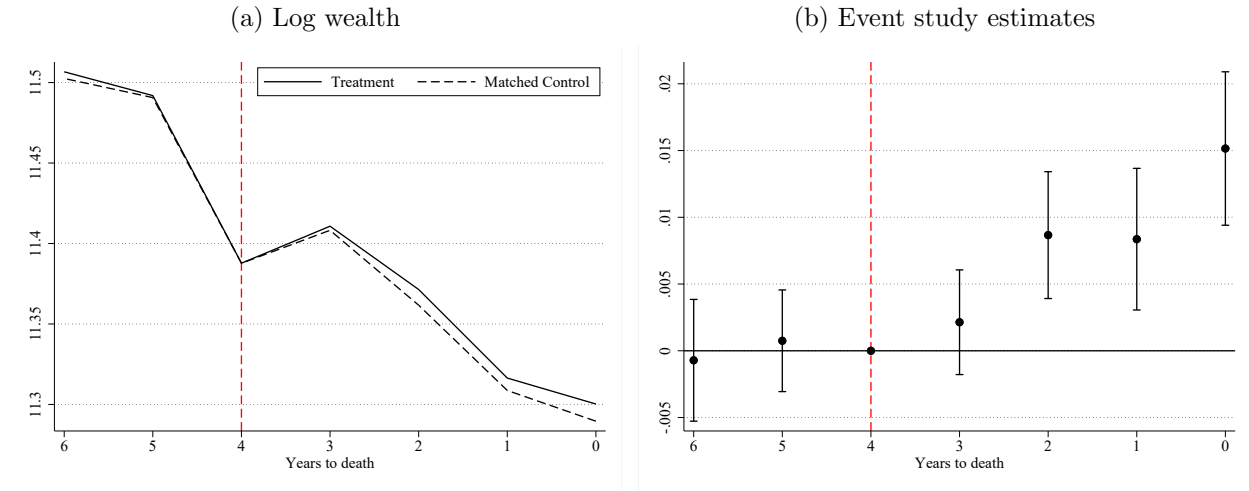 (a) Log wealth
11.5
11.45
11.4
11.35
11.3
Treatment
Matched Control
6 5 4 3 2 1 0
Years to death
(b) Event study estimates
.02
.015
.01
.005
0
-.005
6 5 4 3 2 1 0
Years to death